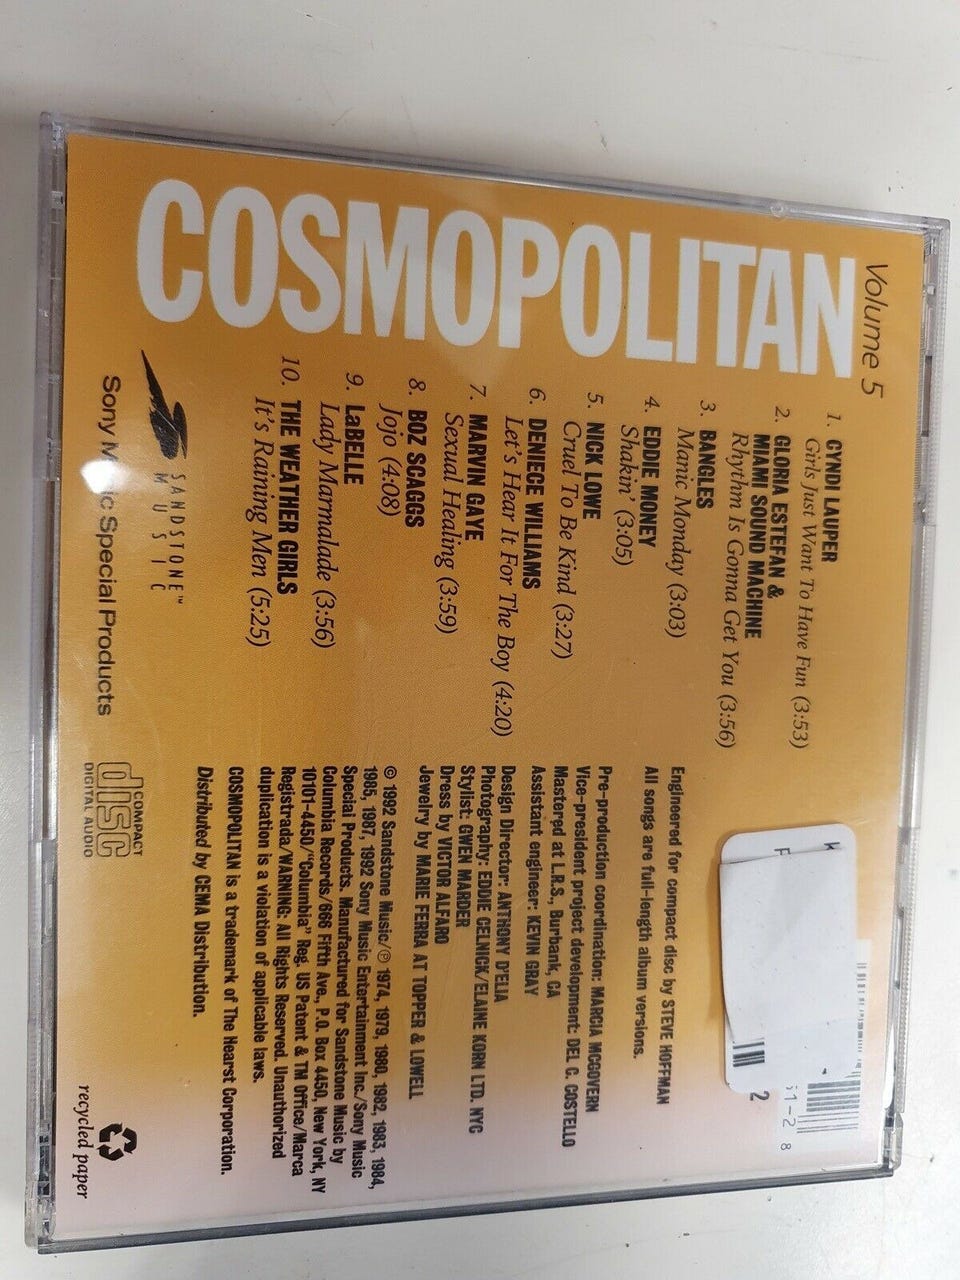 COSMOPOLITAN
Volume 5
1. CYNDI LAUPER
Girls Just Want To Have Fun (3:53)
2. GLORIA ESTEFAN &
MIAMI SOUND MACHINE
Rhythm Is Gonna Get You (3:56)
3. BANGLES
Manic Monday (3:03)
4. EDDIE MONEY
Shakin' (3:05)
5. NICK LOWE
Cruel To Be Kind (3:27)
6. DENIECE WILLIAMS
Let's Hear It For The Boy (4:20)
7. MARVIN GAYE
Sexual Healing (3:59)
8. BOZ SCAGGS
Jojo (4:08)
9. LaBELLE
Lady Marmalade (3:56)
10. THE WEATHER GIRLS
It's Raining Men (5:25)
SANDSTONE™
MUSIC
Sony Special Products
Engineered for compact disc by STEVE HOFFMAN
All songs are full-length album versions.
Pre-production coordination: MARCIA MCGOVERN
Vice-president project development: DEL C. COSTELLO
Mastered at L.R.S., Burbank, CA
Assistant engineer: KEVIN GRAY
Design Director: ANTHONY D'ELIA
Photography: EDDIE CELNICK/ELAINE KORN LTD. NYC
Stylist: GWEN MARDER
Dress by VICTOR ALFARO
Jewelry by MARIE FERRA AT TOPPER & LOWELL
© 1992 Sandstone Music/℗ 1974, 1979, 1980, 1982, 1983, 1984,
1985, 1987, 1992 Sony Music Entertainment Inc./Sony Music
Special Products. Manufactured for Sandstone Music by
Columbia Records/666 Fifth Ave., P.O. Box 4450, New York, NY
10101-4450/"Columbia" Reg. US Patent & TM Office/Marca
Registrada/WARNING: All Rights Reserved. Unauthorized
duplication is a violation of applicable laws.
COSMOPOLITAN is a trademark of The Hearst Corporation.
Distributed by CEMA Distribution.
COMPACT
disc
DIGITAL AUDIO
recycled paper
1-2 8
2